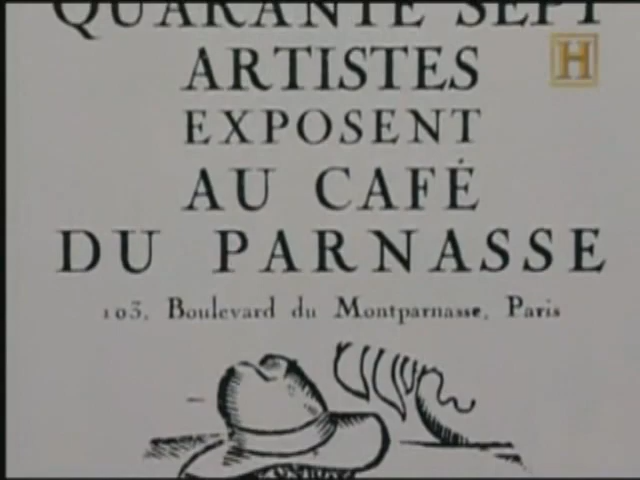 QUARANTE SEPT
ARTISTES
EXPOSENT
AU CAFÉ
DU PARNASSE
103, Boulevard du Montparnasse, Paris
H